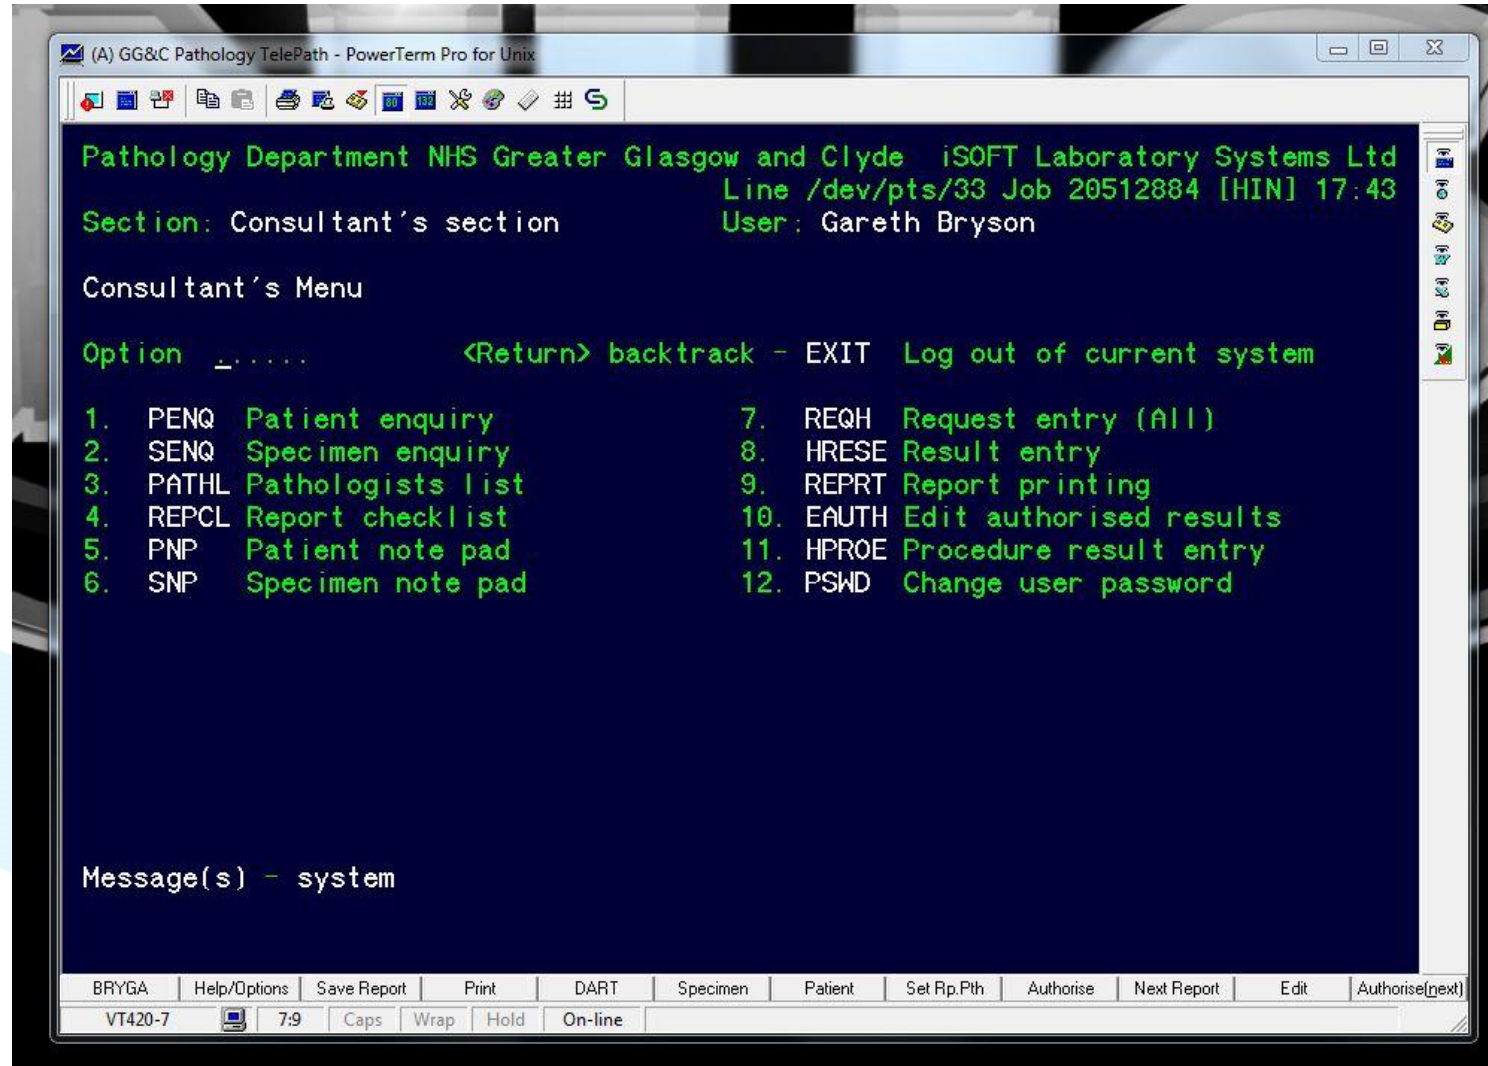 (A) GG&C Pathology TelePath - PowerTerm Pro for Unix
80 132
Pathology Department NHS Greater Glasgow and Clyde iSOFT Laboratory Systems Ltd
Line /dev/pts/33 Job 20512884 [HIN] 17:43
Section: Consultant's section User: Gareth Bryson
Consultant's Menu
Option _..... <Return> backtrack - EXIT Log out of current system
1. PENQ Patient enquiry 7. REQH Request entry (All)
2. SENQ Specimen enquiry 8. HRESE Result entry
3. PATHL Pathologists list 9. REPRT Report printing
4. REPCL Report checklist 10. EAUTH Edit authorised results
5. PNP Patient note pad 11. HPROE Procedure result entry
6. SNP Specimen note pad 12. PSWD Change user password
Message(s) - system
BRYGA Help/Options Save Report Print DART Specimen Patient Set Rp.Pth Authorise Next Report Edit Authorise(next)
VT420-7 7:9 Caps Wrap Hold On-line